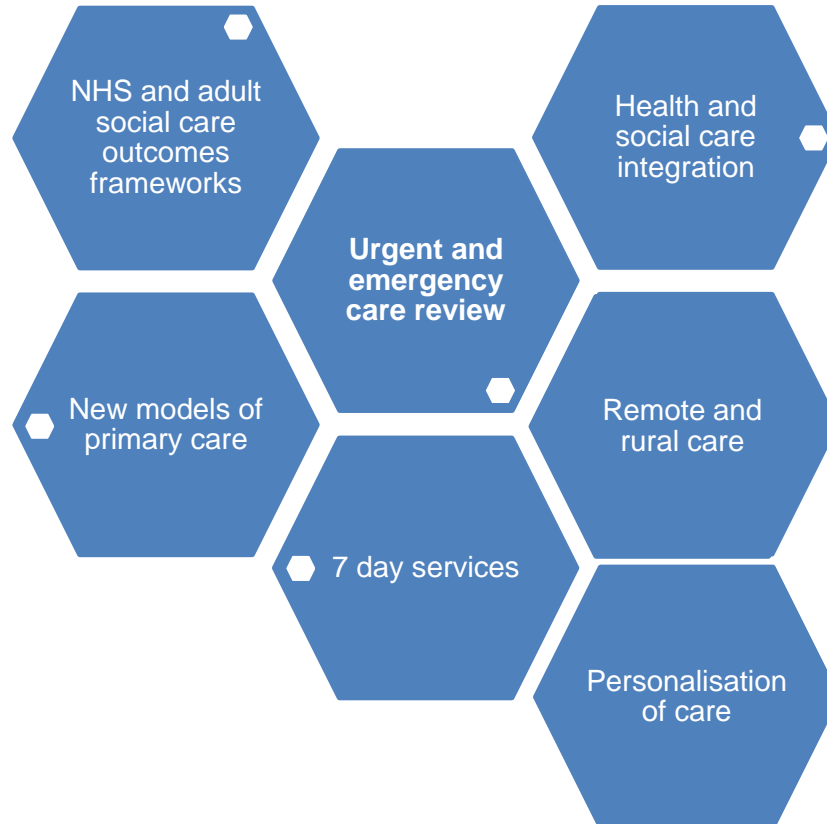 NHS and adult
social care
outcomes
frameworks
Health and
social care
integration
Urgent and
emergency
care review
New models of
primary care
Remote and
rural care
7 day services
Personalisation
of care